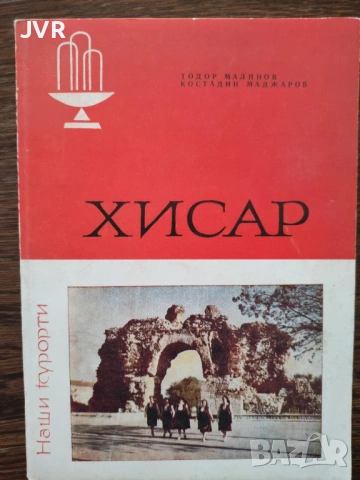 JVR
ТОДОР МАЛИНОВ
КОСТАДИН МАДЖАРОВ
ХИСАР
Наши курорти
BAZAR